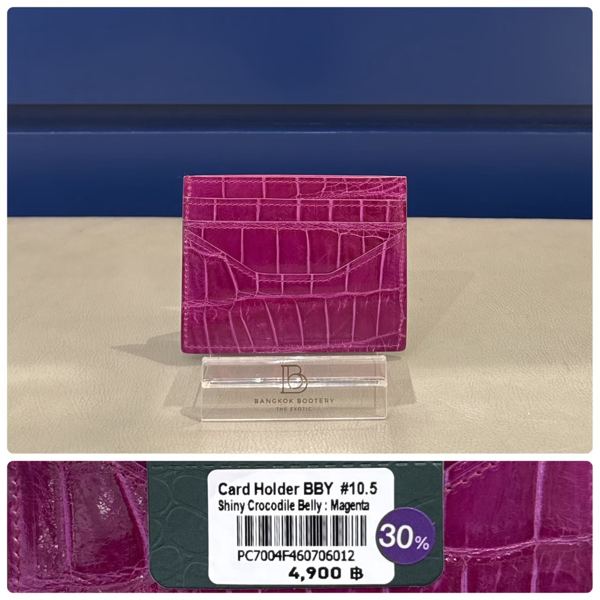 B
BANGKOK BOOTERY
THE EXOTIC
Card Holder BBY #10.5
Shiny Crocodile Belly : Magenta
PC7004F460706012
4,900 ฿
30%